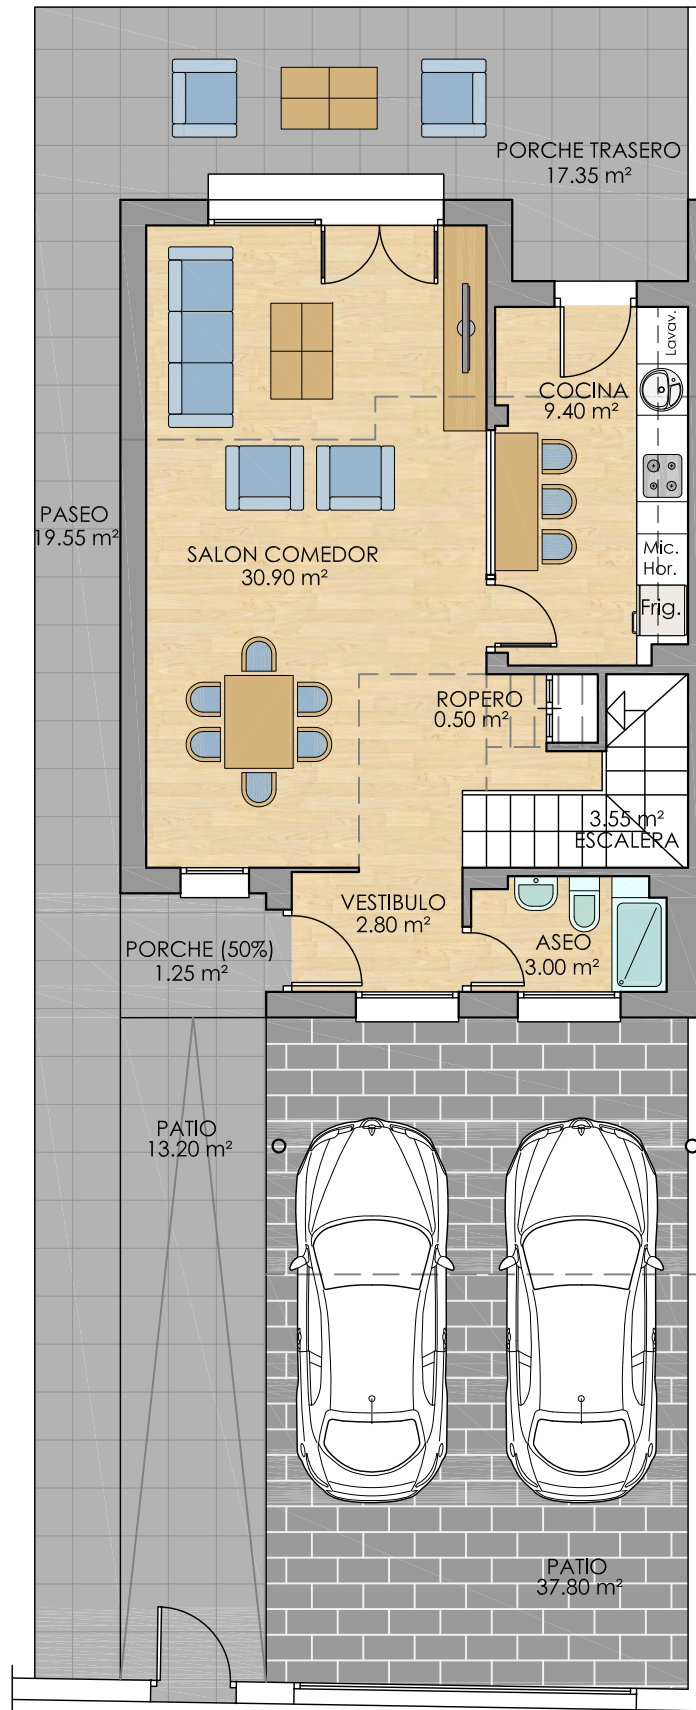 PORCHE TRASERO
17.35 m²
Lavav.
COCINA
9.40 m²
PASEO
19.55 m²
SALON COMEDOR
30.90 m²
Mic.
Hor.
Frig.
ROPERO
0.50 m²
3.55 m²
ESCALERA
VESTIBULO
2.80 m²
ASEO
3.00 m²
PORCHE (50%)
1.25 m²
PATIO
13.20 m²
PATIO
37.80 m²